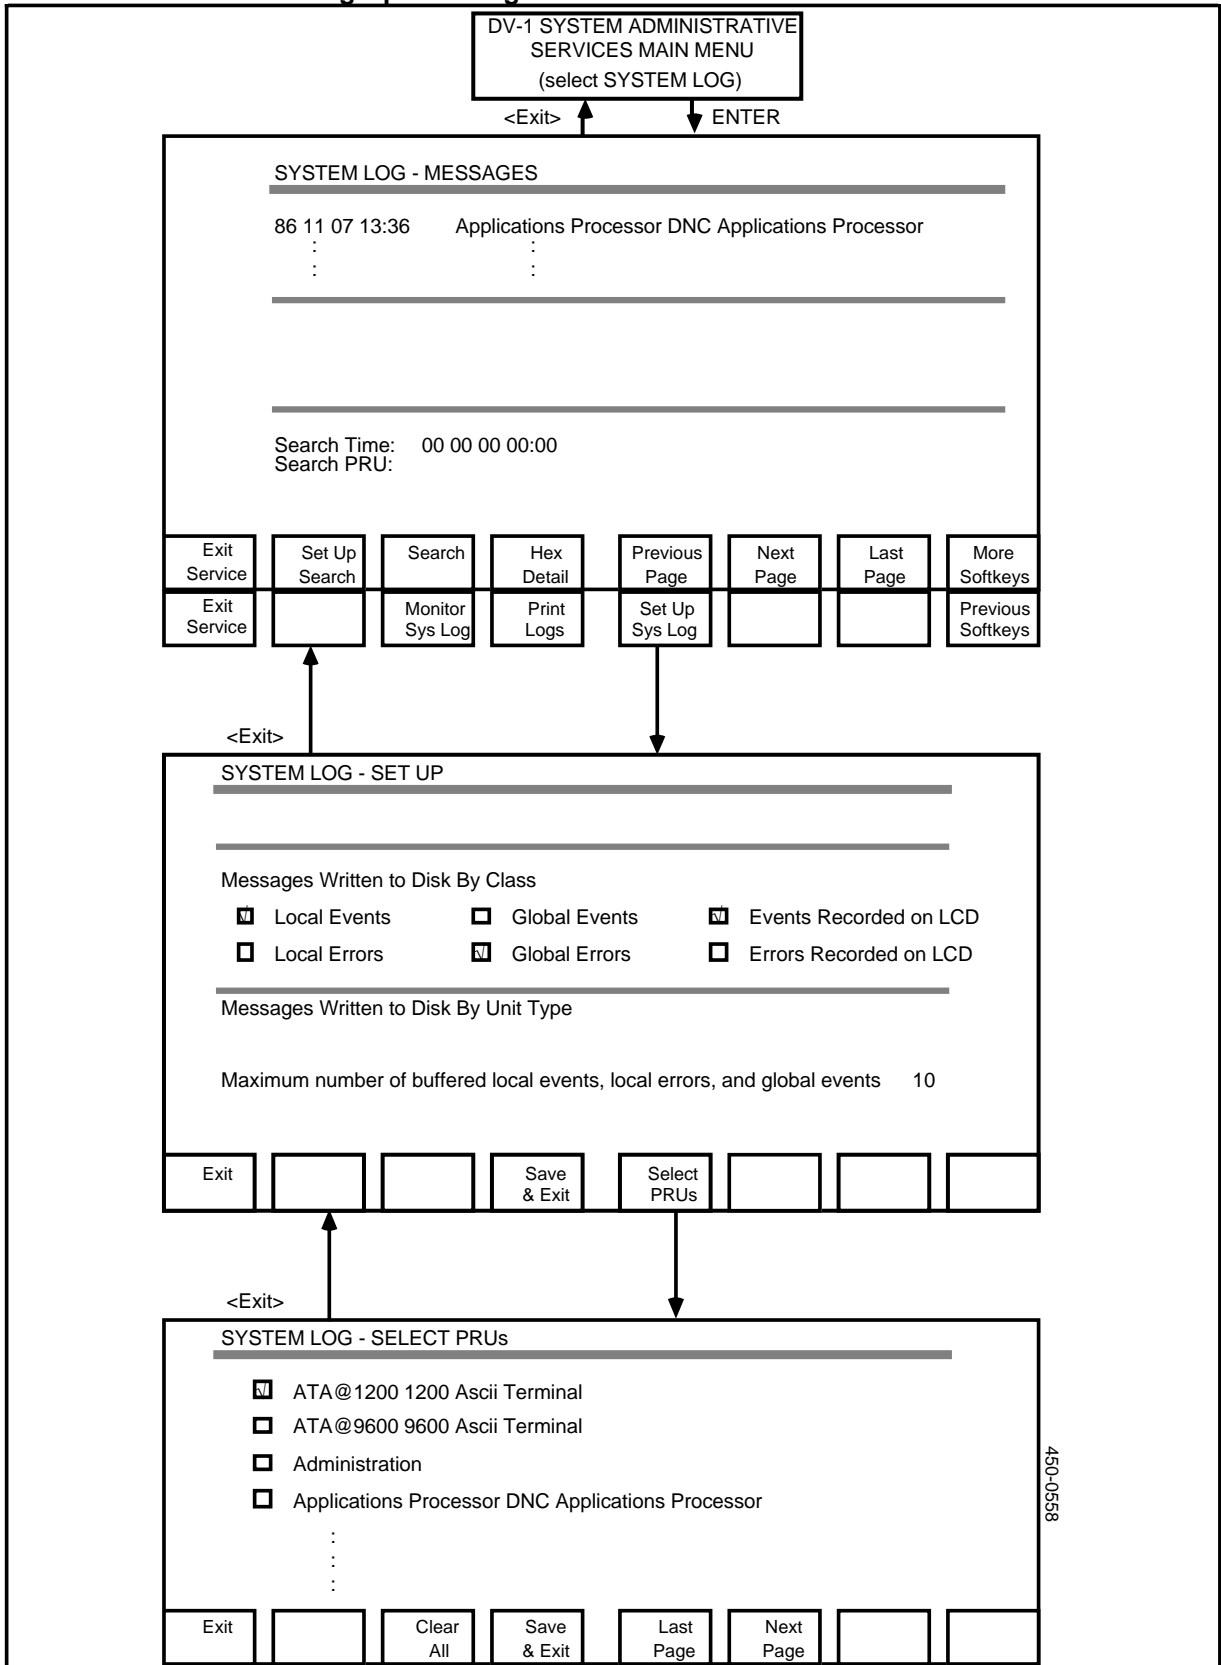 DV-1 SYSTEM ADMINISTRATIVE
SERVICES MAIN MENU
(select SYSTEM LOG)
<Exit> ENTER
SYSTEM LOG - MESSAGES
86 11 07 13:36 Applications Processor DNC Applications Processor
: :
: :
Search Time: 00 00 00 00:00
Search PRU:
Exit Service
Set Up Search
Search
Hex Detail
Previous Page
Next Page
Last Page
More Softkeys
Exit Service
Monitor Sys Log
Print Logs
Set Up Sys Log
Previous Softkeys
<Exit>
SYSTEM LOG - SET UP
Messages Written to Disk By Class
√ Local Events Global Events √ Events Recorded on LCD
Local Errors √ Global Errors Errors Recorded on LCD
Messages Written to Disk By Unit Type
Maximum number of buffered local events, local errors, and global events 10
Exit
Save & Exit
Select PRUs
<Exit>
SYSTEM LOG - SELECT PRUs
√ ATA@1200 1200 Ascii Terminal
ATA@9600 9600 Ascii Terminal
Administration
Applications Processor DNC Applications Processor
:
:
:
Exit
Clear All
Save & Exit
Last Page
Next Page
450-0558